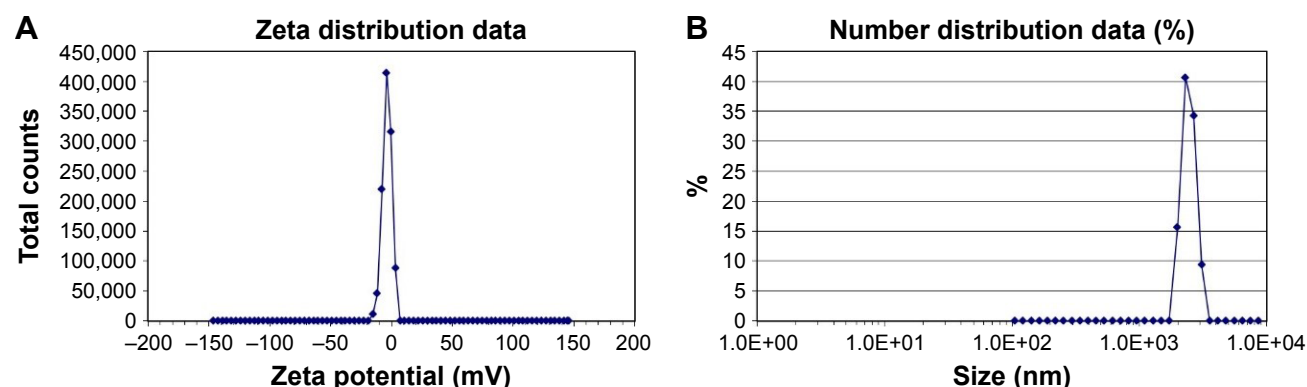 A
Zeta distribution data
Total counts
450,000
400,000
350,000
300,000
250,000
200,000
150,000
100,000
50,000
0
–200 –150 –100 –50 0 50 100 150 200
Zeta potential (mV)
B
Number distribution data (%)
%
45
40
35
30
25
20
15
10
5
0
1.0E+00 1.0E+01 1.0E+02 1.0E+03 1.0E+04
Size (nm)